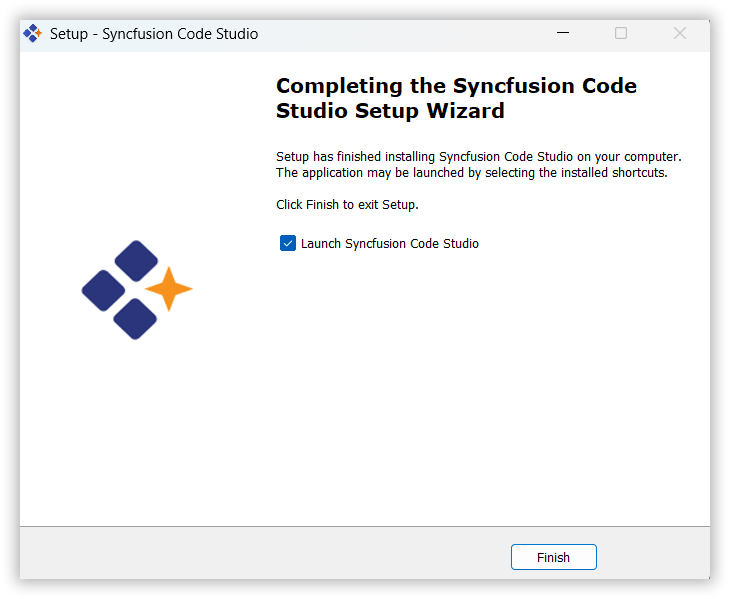 Setup - Syncfusion Code Studio
Completing the Syncfusion Code
Studio Setup Wizard
Setup has finished installing Syncfusion Code Studio on your computer.
The application may be launched by selecting the installed shortcuts.
Click Finish to exit Setup.
Launch Syncfusion Code Studio
Finish